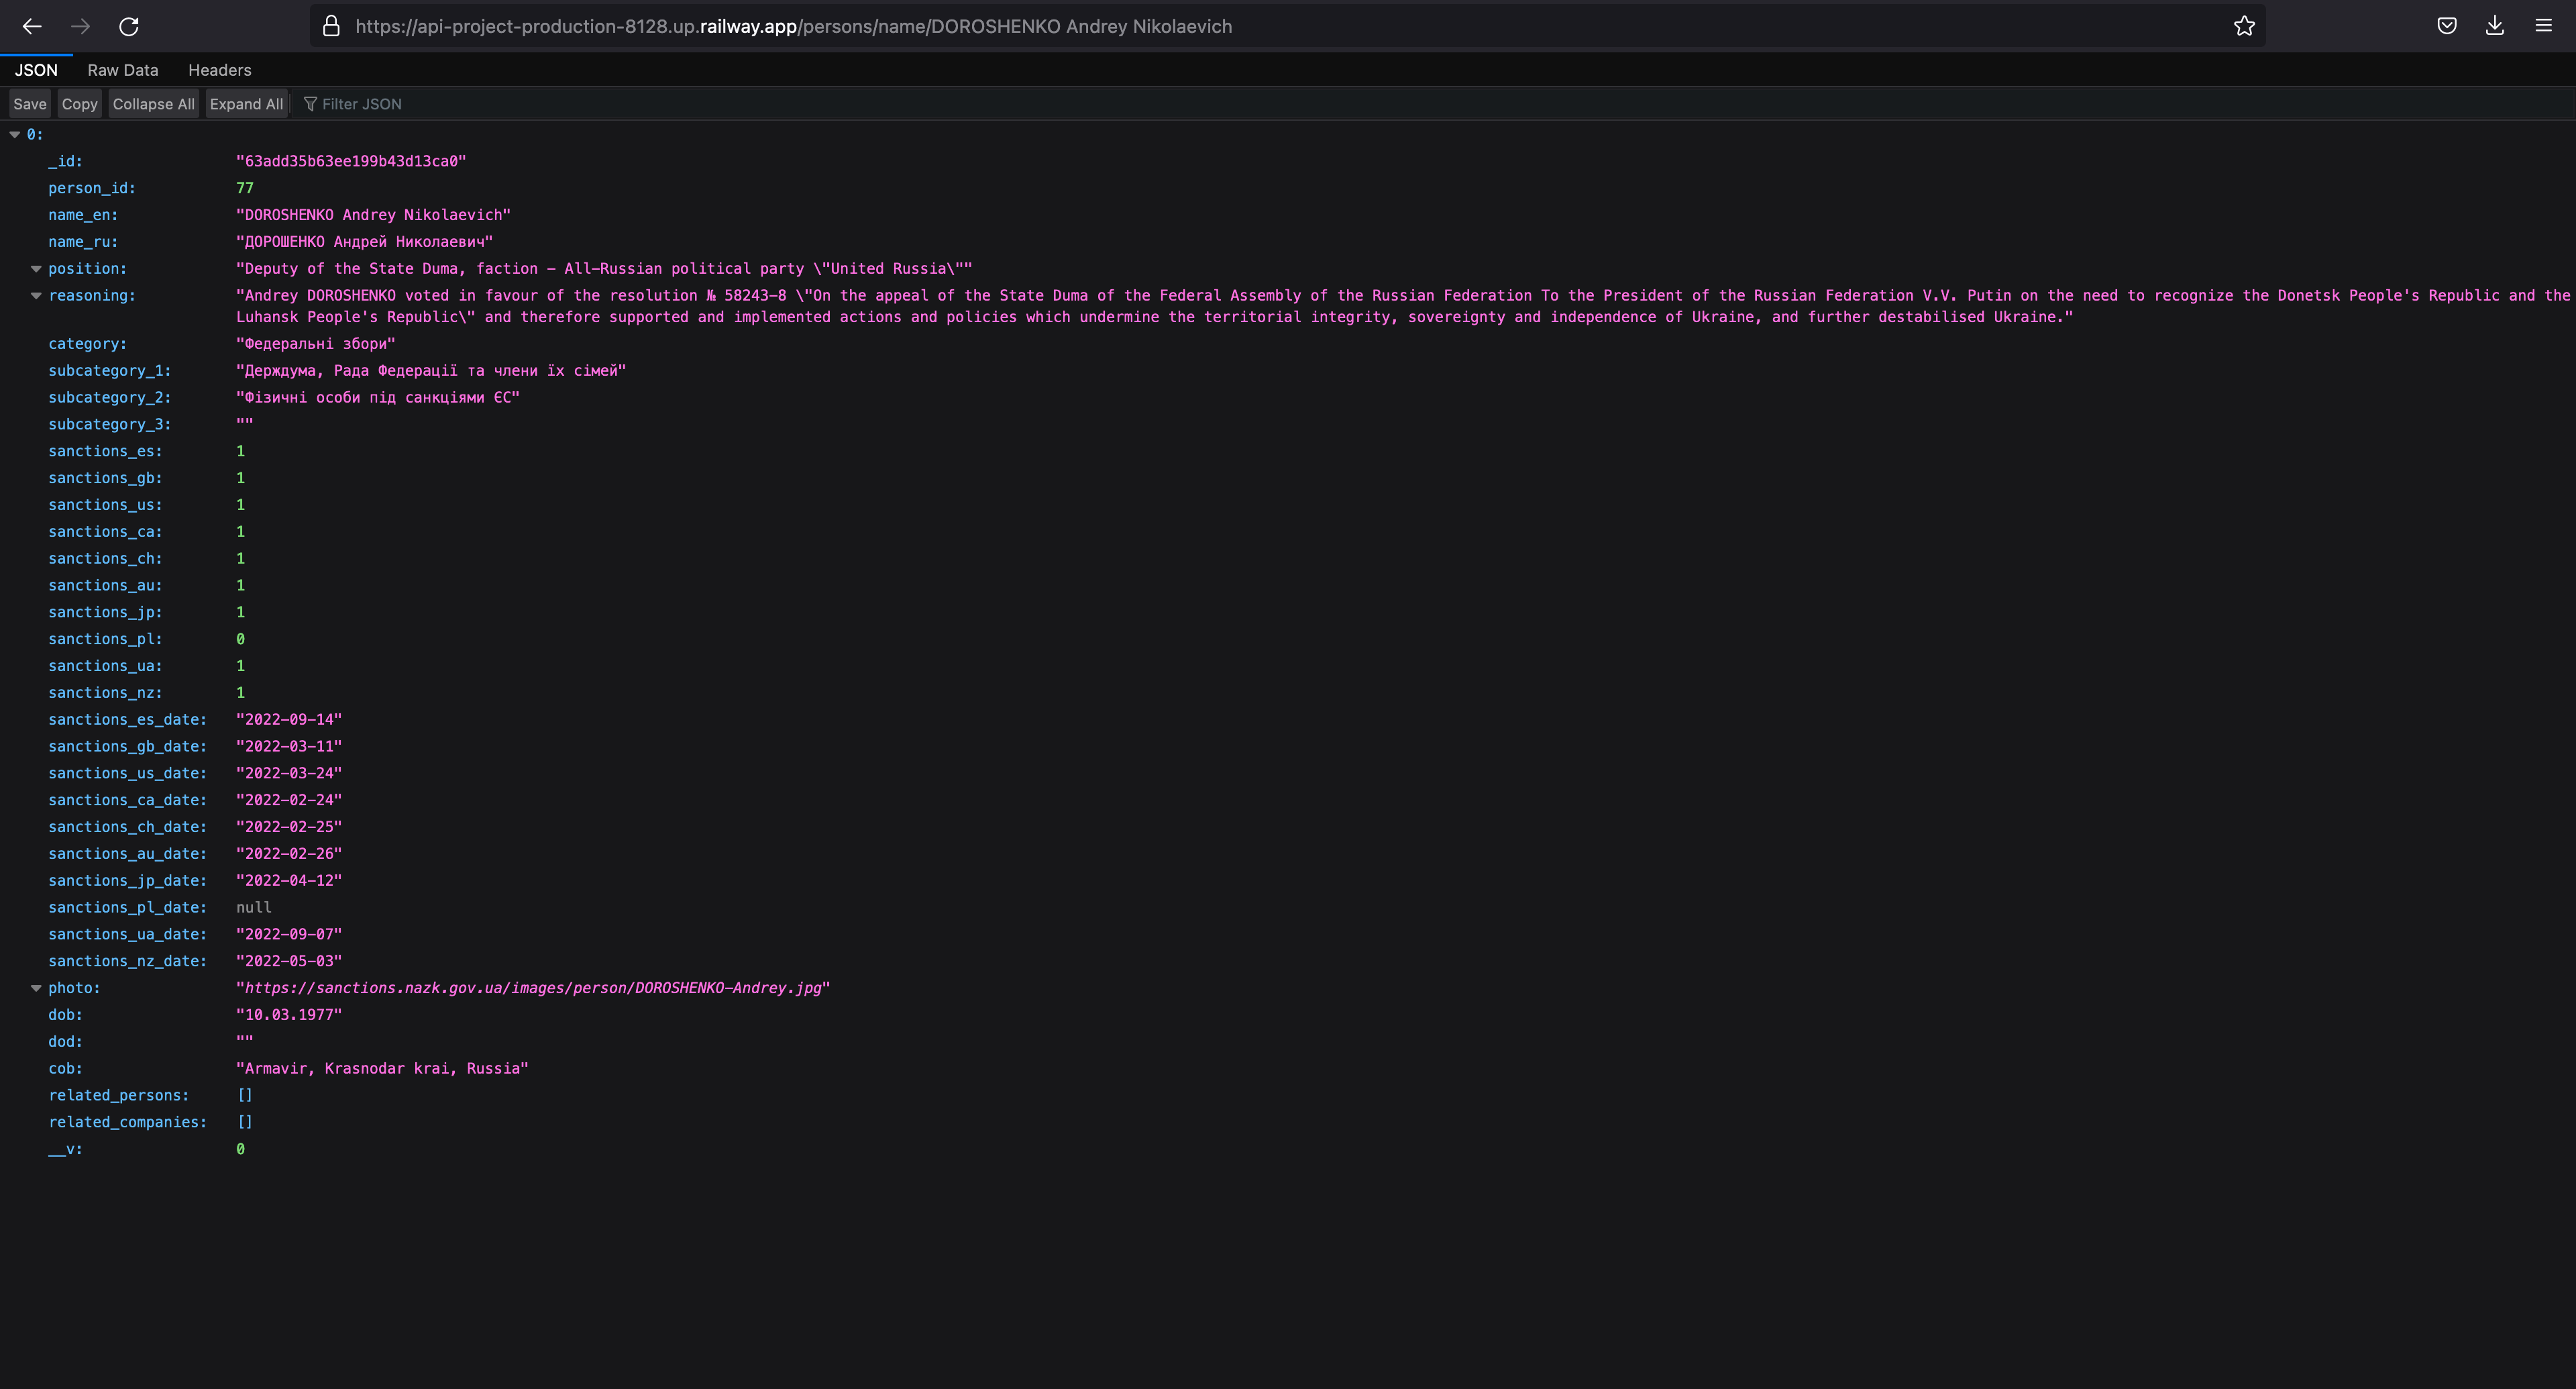 https://api-project-production-8128.up.railway.app/persons/name/DOROSHENKO Andrey Nikolaevich
JSON Raw Data Headers
Save Copy Collapse All Expand All Filter JSON
0:
_id: "63add35b63ee199b43d13ca0"
person_id: 77
name_en: "DOROSHENKO Andrey Nikolaevich"
name_ru: "ДОРОШЕНКО Андрей Николаевич"
position: "Deputy of the State Duma, faction – All-Russian political party \"United Russia\""
reasoning: "Andrey DOROSHENKO voted in favour of the resolution № 58243-8 \"On the appeal of the State Duma of the Federal Assembly of the Russian Federation To the President of the Russian Federation V.V. Putin on the need to recognize the Donetsk People's Republic and the
Luhansk People's Republic\" and therefore supported and implemented actions and policies which undermine the territorial integrity, sovereignty and independence of Ukraine, and further destabilised Ukraine."
category: "Федеральні збори"
subcategory_1: "Держдума, Рада Федерації та члени їх сімей"
subcategory_2: "Фізичні особи під санкціями ЄС"
subcategory_3: ""
sanctions_es: 1
sanctions_gb: 1
sanctions_us: 1
sanctions_ca: 1
sanctions_ch: 1
sanctions_au: 1
sanctions_jp: 1
sanctions_pl: 0
sanctions_ua: 1
sanctions_nz: 1
sanctions_es_date: "2022-09-14"
sanctions_gb_date: "2022-03-11"
sanctions_us_date: "2022-03-24"
sanctions_ca_date: "2022-02-24"
sanctions_ch_date: "2022-02-25"
sanctions_au_date: "2022-02-26"
sanctions_jp_date: "2022-04-12"
sanctions_pl_date: null
sanctions_ua_date: "2022-09-07"
sanctions_nz_date: "2022-05-03"
photo: "https://sanctions.nazk.gov.ua/images/person/DOROSHENKO-Andrey.jpg"
dob: "10.03.1977"
dod: ""
cob: "Armavir, Krasnodar krai, Russia"
related_persons: []
related_companies: []
__v: 0